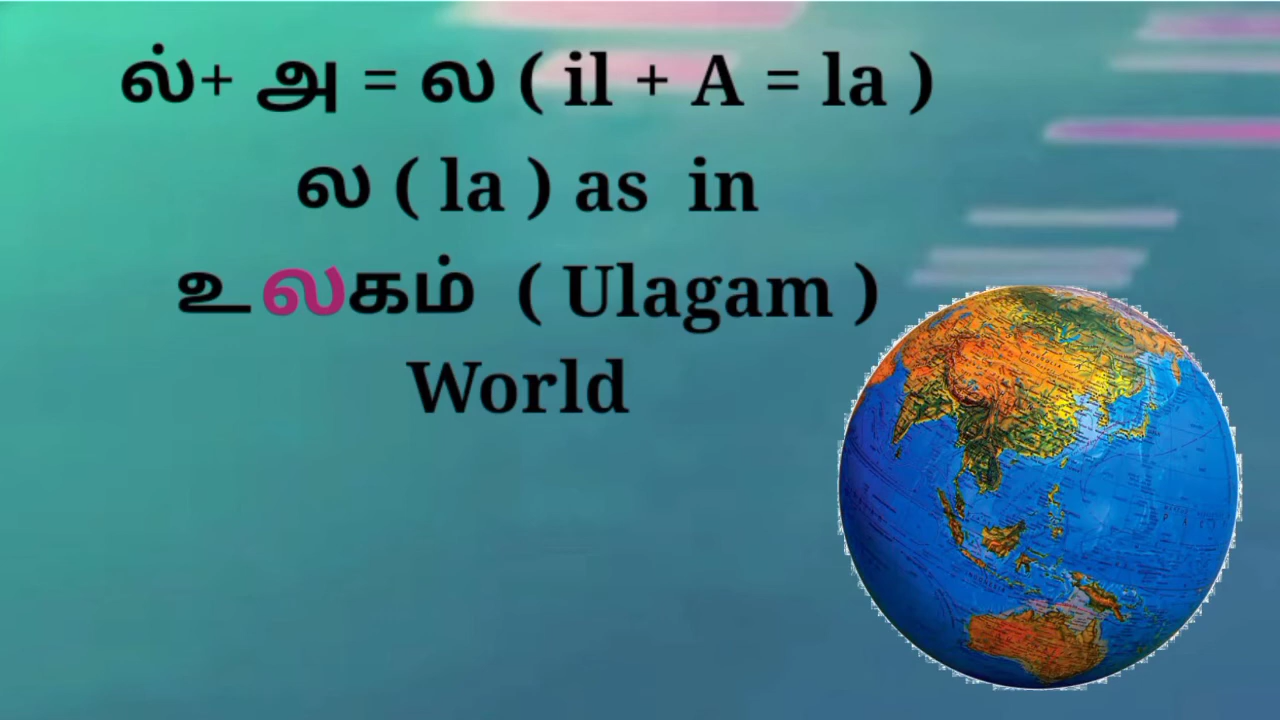 ல்+ அ = ல ( il + A = la )
ல ( la ) as in
உலகம் ( Ulagam )
World